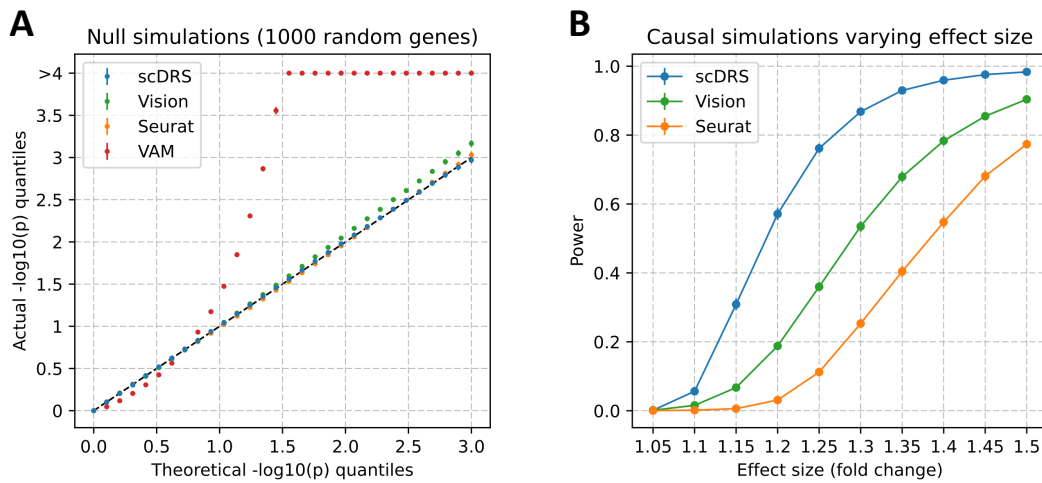 A
Null simulations (1000 random genes)
scDRS
Vision
Seurat
VAM
>4
3.5
3
2.5
2
1.5
1
0.5
0
Actual -log10(p) quantiles
0.0 0.5 1.0 1.5 2.0 2.5 3.0
Theoretical -log10(p) quantiles
B
Causal simulations varying effect size
scDRS
Vision
Seurat
1.0
0.8
0.6
0.4
0.2
0.0
Power
1.05 1.1 1.15 1.2 1.25 1.3 1.35 1.4 1.45 1.5
Effect size (fold change)